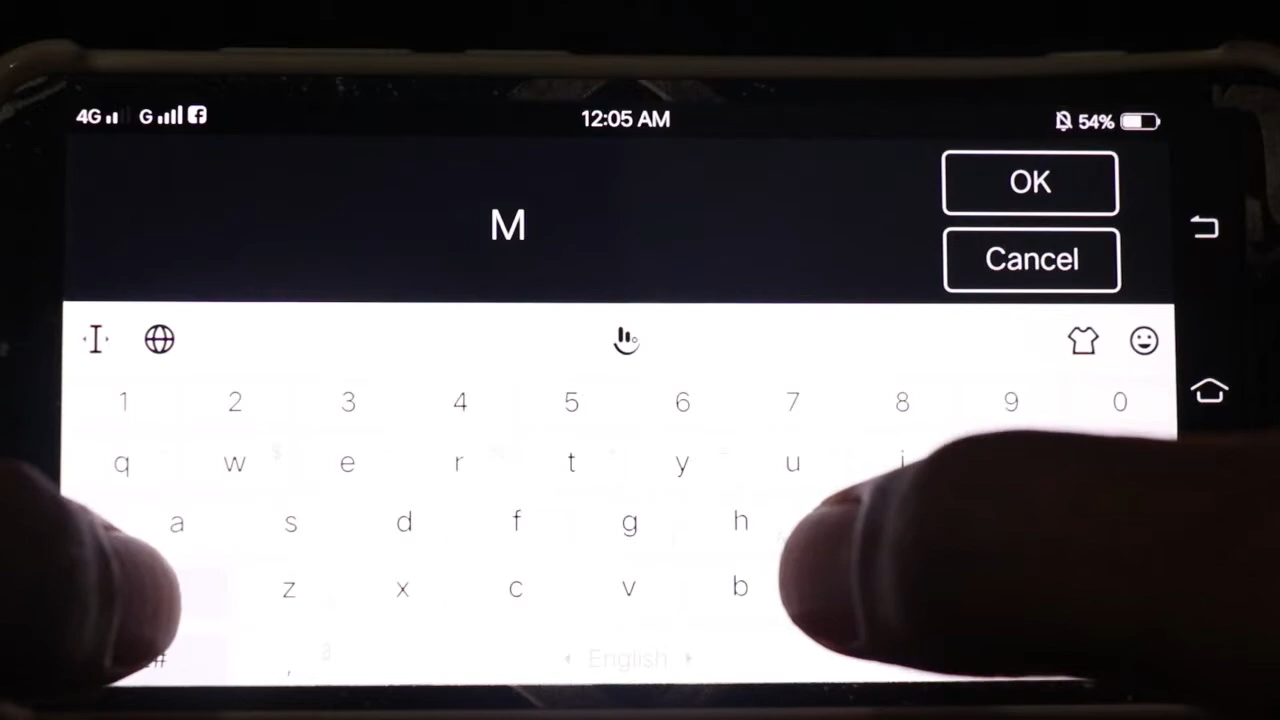 4G G 12:05 AM 54%
OK
M
Cancel
1 2 3 4 5 6 7 8 9 0
q w e r t y u i
a s d f g h
z x c v b
, English